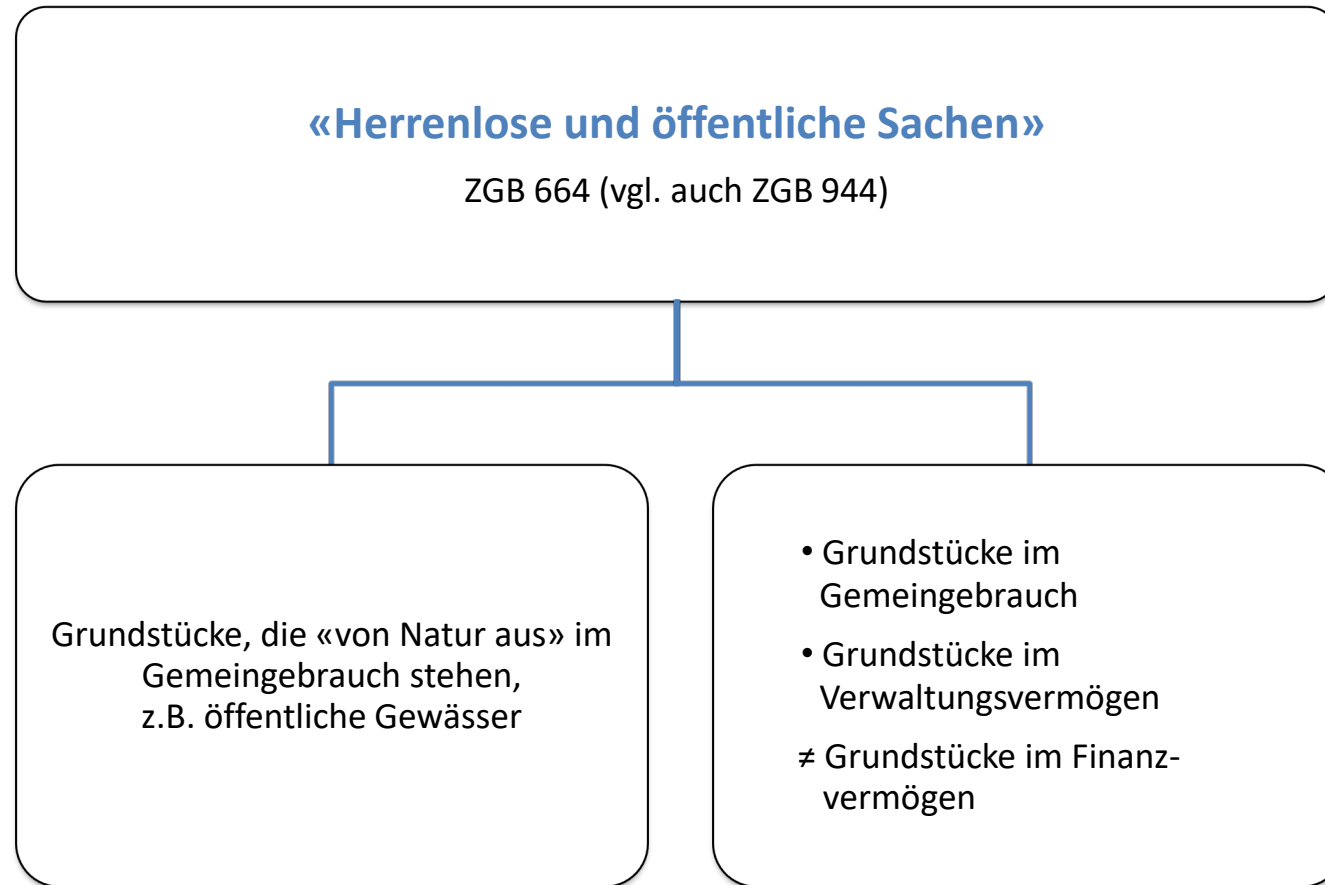 «Herrenlose und öffentliche Sachen»
ZGB 664 (vgl. auch ZGB 944)
Grundstücke, die «von Natur aus» im
Gemeingebrauch stehen,
z.B. öffentliche Gewässer
• Grundstücke im
Gemeingebrauch
• Grundstücke im
Verwaltungsvermögen
≠ Grundstücke im Finanz-
vermögen